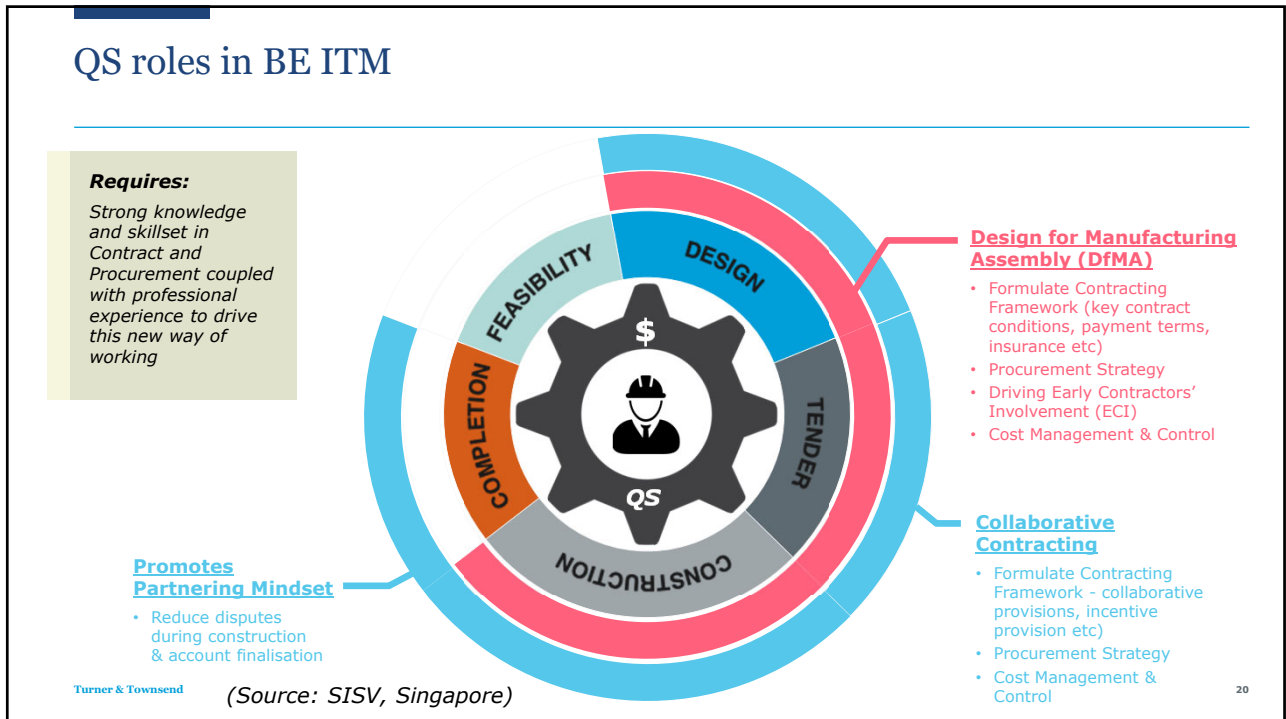 QS roles in BE ITM
Requires:
Strong knowledge
and skillset in
Contract and
Procurement coupled
with professional
experience to drive
this new way of
working
FEASIBILITY
DESIGN
TENDER
CONSTRUCTION
COMPLETION
$
QS
Design for Manufacturing
Assembly (DfMA)
• Formulate Contracting
Framework (key contract
conditions, payment terms,
insurance etc)
• Procurement Strategy
• Driving Early Contractors’
Involvement (ECI)
• Cost Management & Control
Collaborative
Contracting
• Formulate Contracting
Framework - collaborative
provisions, incentive
provision etc)
• Procurement Strategy
• Cost Management &
Control
Promotes
Partnering Mindset
• Reduce disputes
during construction
& account finalisation
Turner & Townsend
(Source: SISV, Singapore)
20